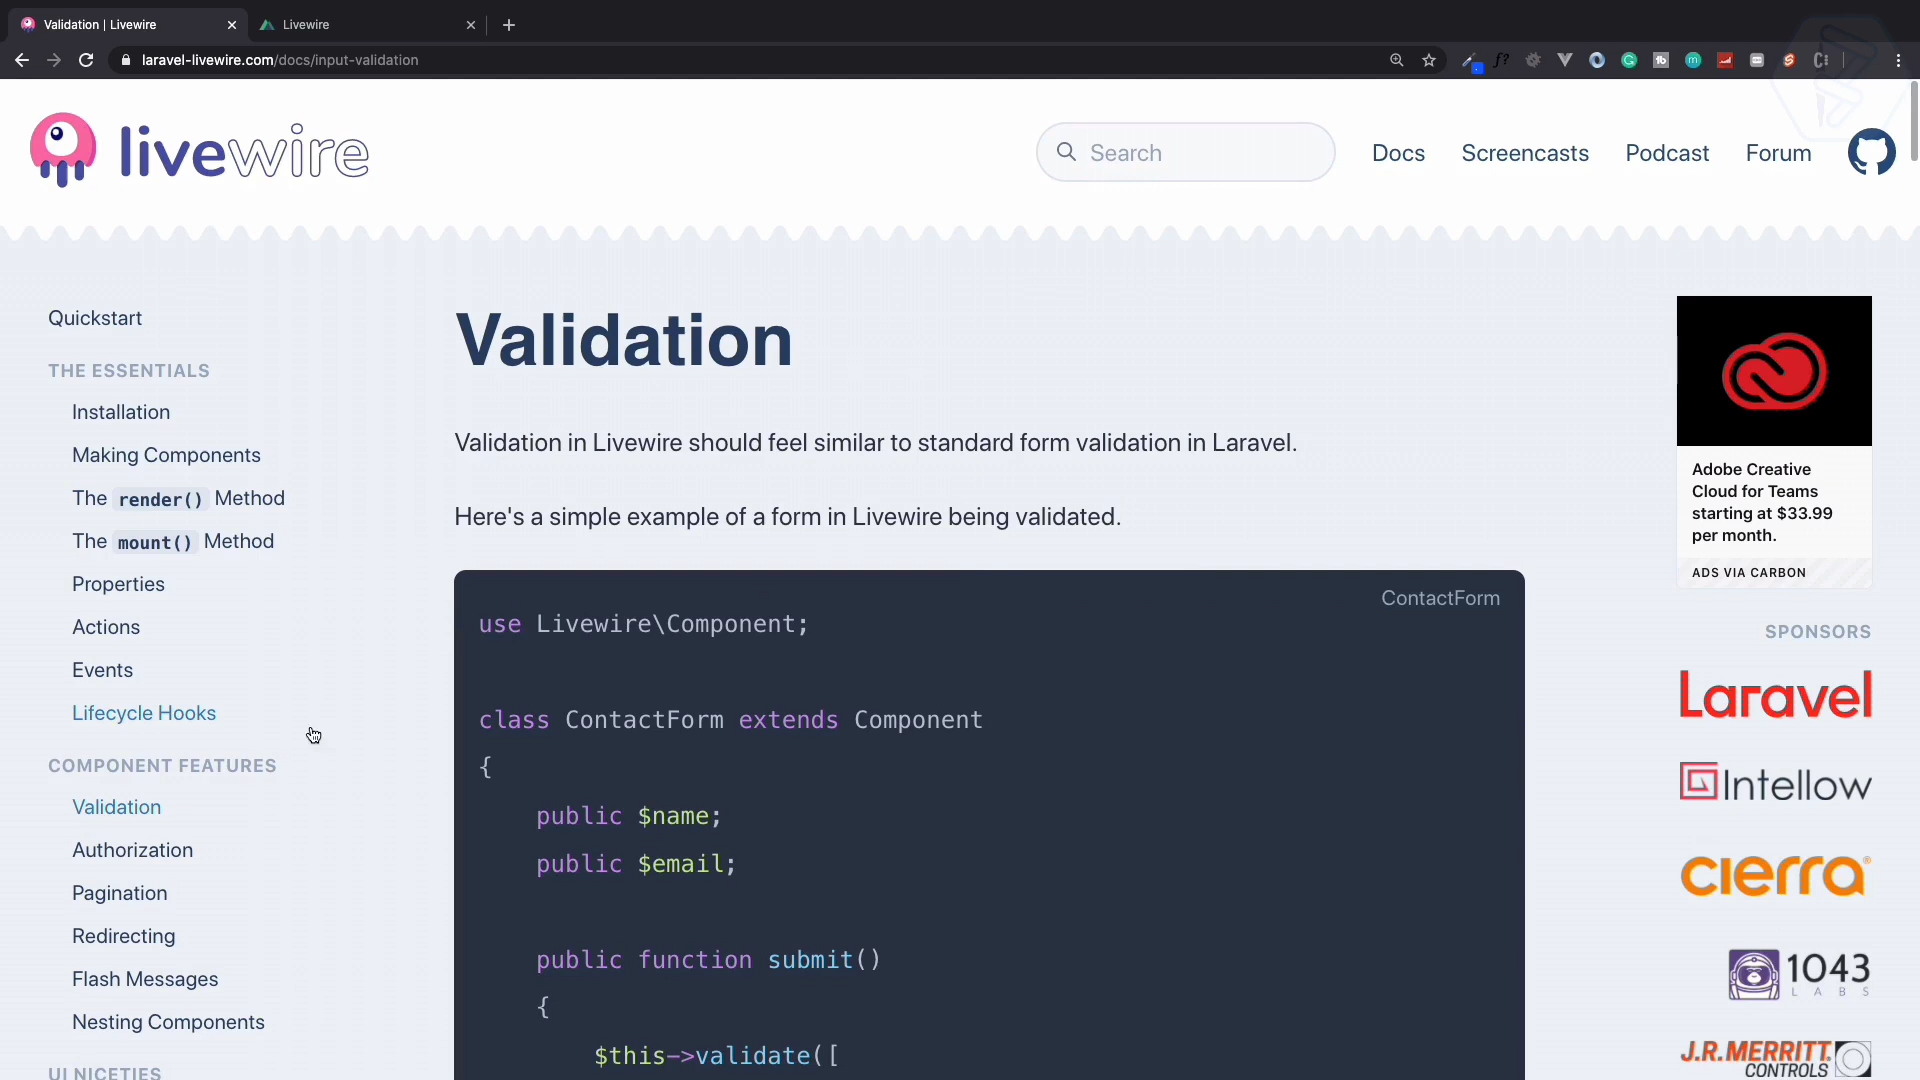 Validation | Livewire
Livewire
laravel-livewire.com/docs/input-validation
livewire
Search
Docs
Screencasts
Podcast
Forum
Quickstart
THE ESSENTIALS
Installation
Making Components
The render() Method
The mount() Method
Properties
Actions
Events
Lifecycle Hooks
COMPONENT FEATURES
Validation
Authorization
Pagination
Redirecting
Flash Messages
Nesting Components
UI NICETIES
Validation
Validation in Livewire should feel similar to standard form validation in Laravel.
Here's a simple example of a form in Livewire being validated.
ContactForm
use Livewire\Component;
class ContactForm extends Component
{
public $name;
public $email;
public function submit()
{
$this->validate([
Adobe Creative
Cloud for Teams
starting at $33.99
per month.
ADS VIA CARBON
SPONSORS
Laravel
Intellow
cierra®
1043
LABS
J.R.MERRITT
CONTROLS